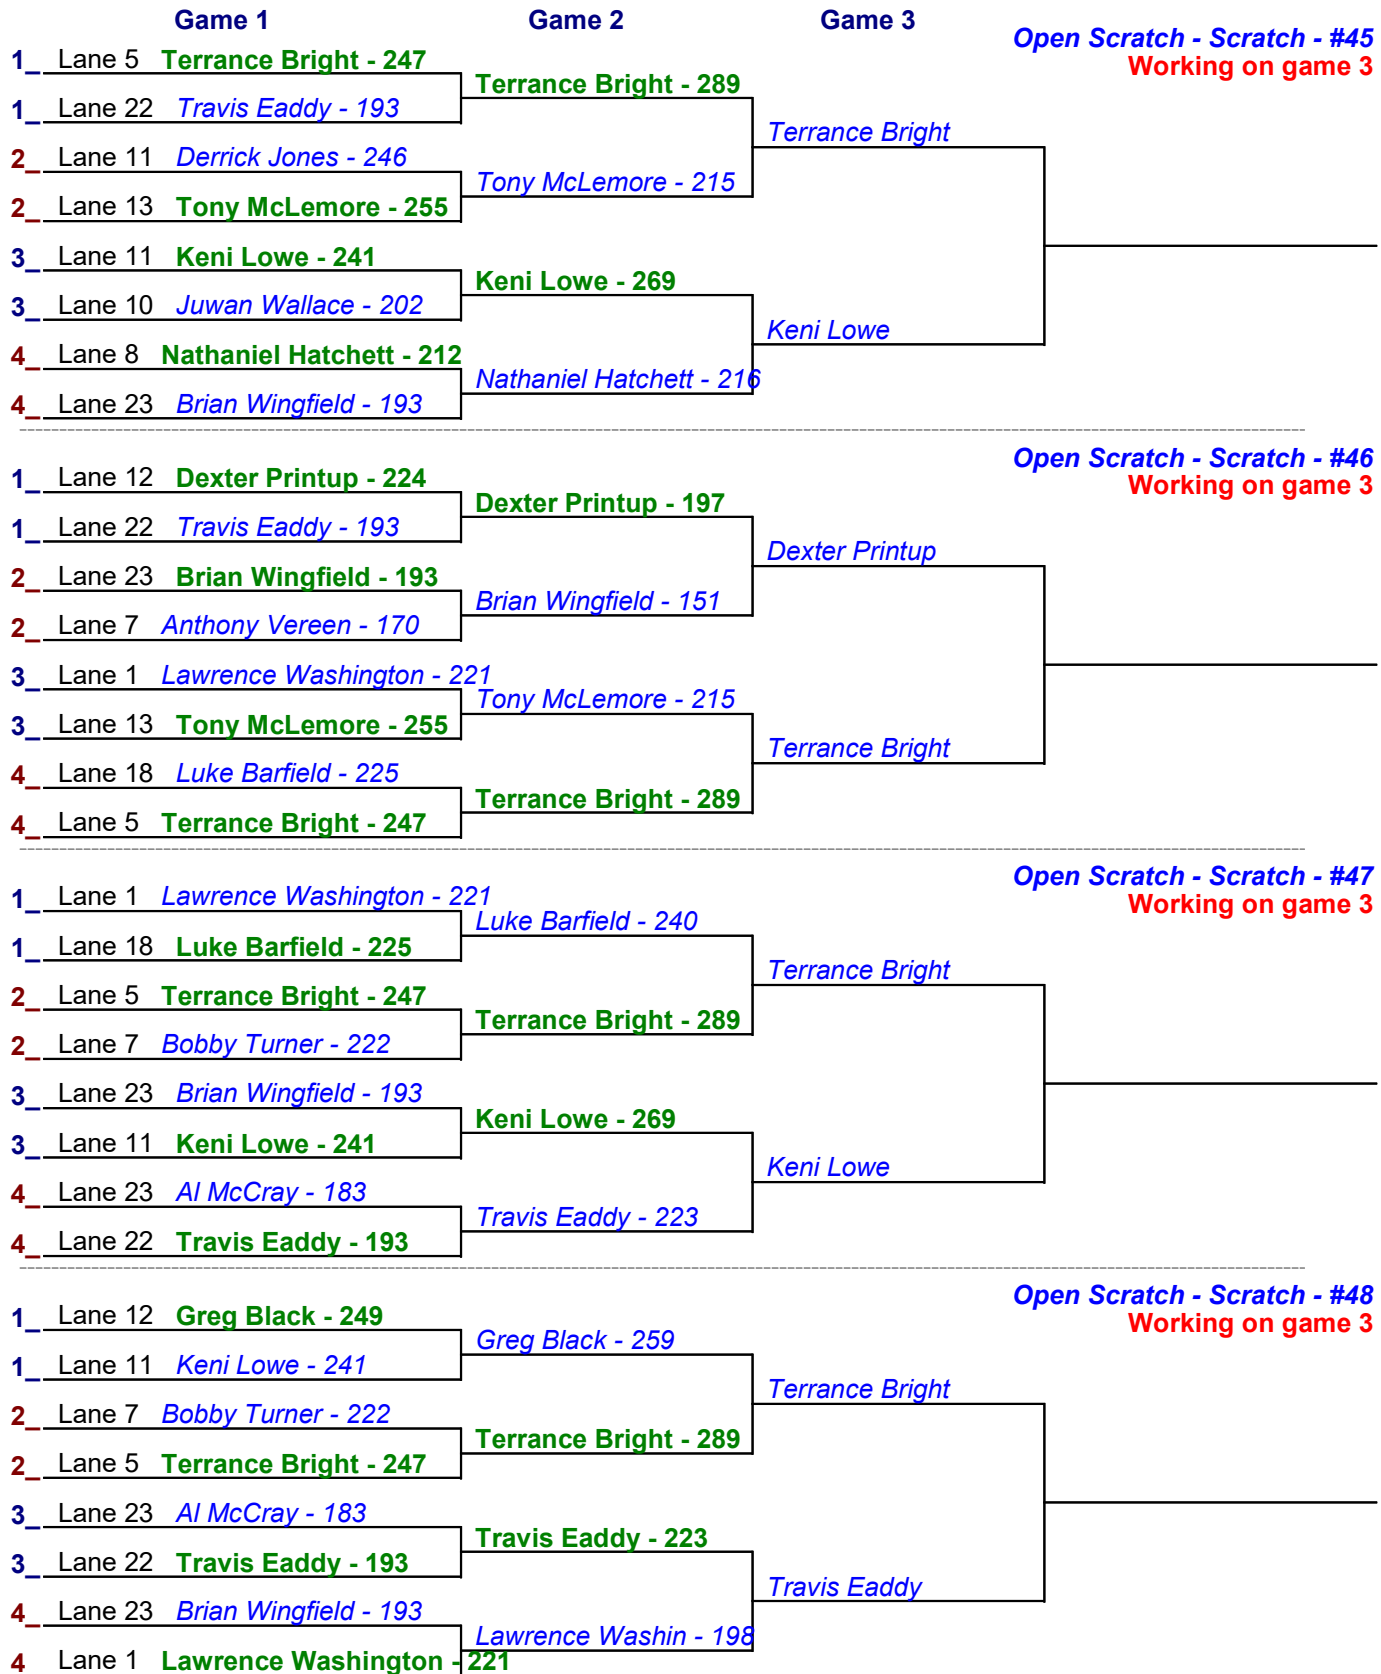 Game 1 Game 2 Game 3
Open Scratch - Scratch - #45
Working on game 3
1_ Lane 5 Terrance Bright - 247
Terrance Bright - 289
1_ Lane 22 Travis Eaddy - 193
Terrance Bright
2_ Lane 11 Derrick Jones - 246
Tony McLemore - 215
2_ Lane 13 Tony McLemore - 255
3_ Lane 11 Keni Lowe - 241
Keni Lowe - 269
3_ Lane 10 Juwan Wallace - 202
Keni Lowe
4_ Lane 8 Nathaniel Hatchett - 212
Nathaniel Hatchett - 216
4_ Lane 23 Brian Wingfield - 193
Open Scratch - Scratch - #46
Working on game 3
1_ Lane 12 Dexter Printup - 224
Dexter Printup - 197
1_ Lane 22 Travis Eaddy - 193
Dexter Printup
2_ Lane 23 Brian Wingfield - 193
Brian Wingfield - 151
2_ Lane 7 Anthony Vereen - 170
3_ Lane 1 Lawrence Washington - 221
Tony McLemore - 215
3_ Lane 13 Tony McLemore - 255
Terrance Bright
4_ Lane 18 Luke Barfield - 225
Terrance Bright - 289
4_ Lane 5 Terrance Bright - 247
Open Scratch - Scratch - #47
Working on game 3
1_ Lane 1 Lawrence Washington - 221
Luke Barfield - 240
1_ Lane 18 Luke Barfield - 225
Terrance Bright
2_ Lane 5 Terrance Bright - 247
Terrance Bright - 289
2_ Lane 7 Bobby Turner - 222
3_ Lane 23 Brian Wingfield - 193
Keni Lowe - 269
3_ Lane 11 Keni Lowe - 241
Keni Lowe
4_ Lane 23 Al McCray - 183
Travis Eaddy - 223
4_ Lane 22 Travis Eaddy - 193
Open Scratch - Scratch - #48
Working on game 3
1_ Lane 12 Greg Black - 249
Greg Black - 259
1_ Lane 11 Keni Lowe - 241
Terrance Bright
2_ Lane 7 Bobby Turner - 222
Terrance Bright - 289
2_ Lane 5 Terrance Bright - 247
3_ Lane 23 Al McCray - 183
Travis Eaddy - 223
3_ Lane 22 Travis Eaddy - 193
Travis Eaddy
4_ Lane 23 Brian Wingfield - 193
Lawrence Washin - 198
4 Lane 1 Lawrence Washington - 221